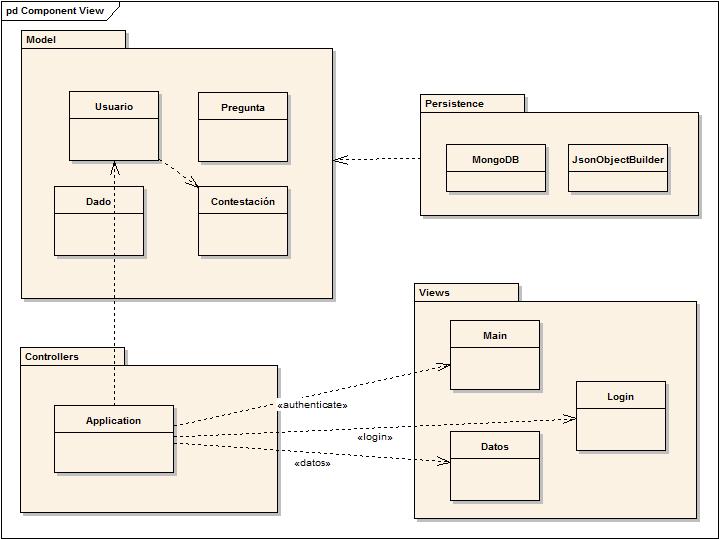 pd Component View
Model
Usuario
Pregunta
Dado
Contestación
Persistence
MongoDB
JsonObjectBuilder
Controllers
Application
«authenticate»
«login»
«datos»
Views
Main
Login
Datos